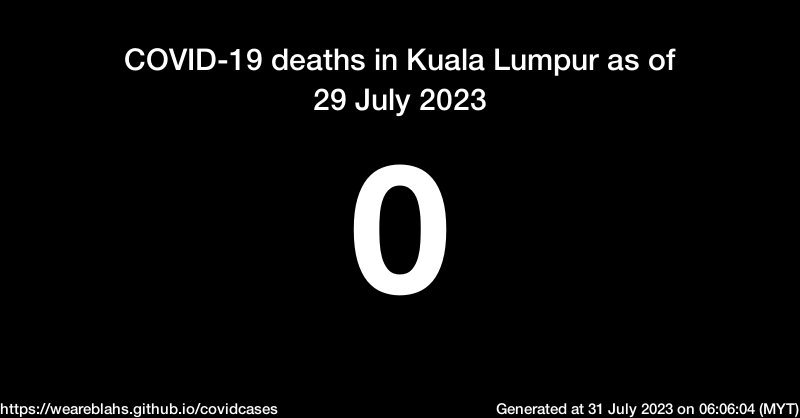 COVID-19 deaths in Kuala Lumpur as of
29 July 2023
0
https://weareblahs.github.io/covidcases
Generated at 31 July 2023 on 06:06:04 (MYT)